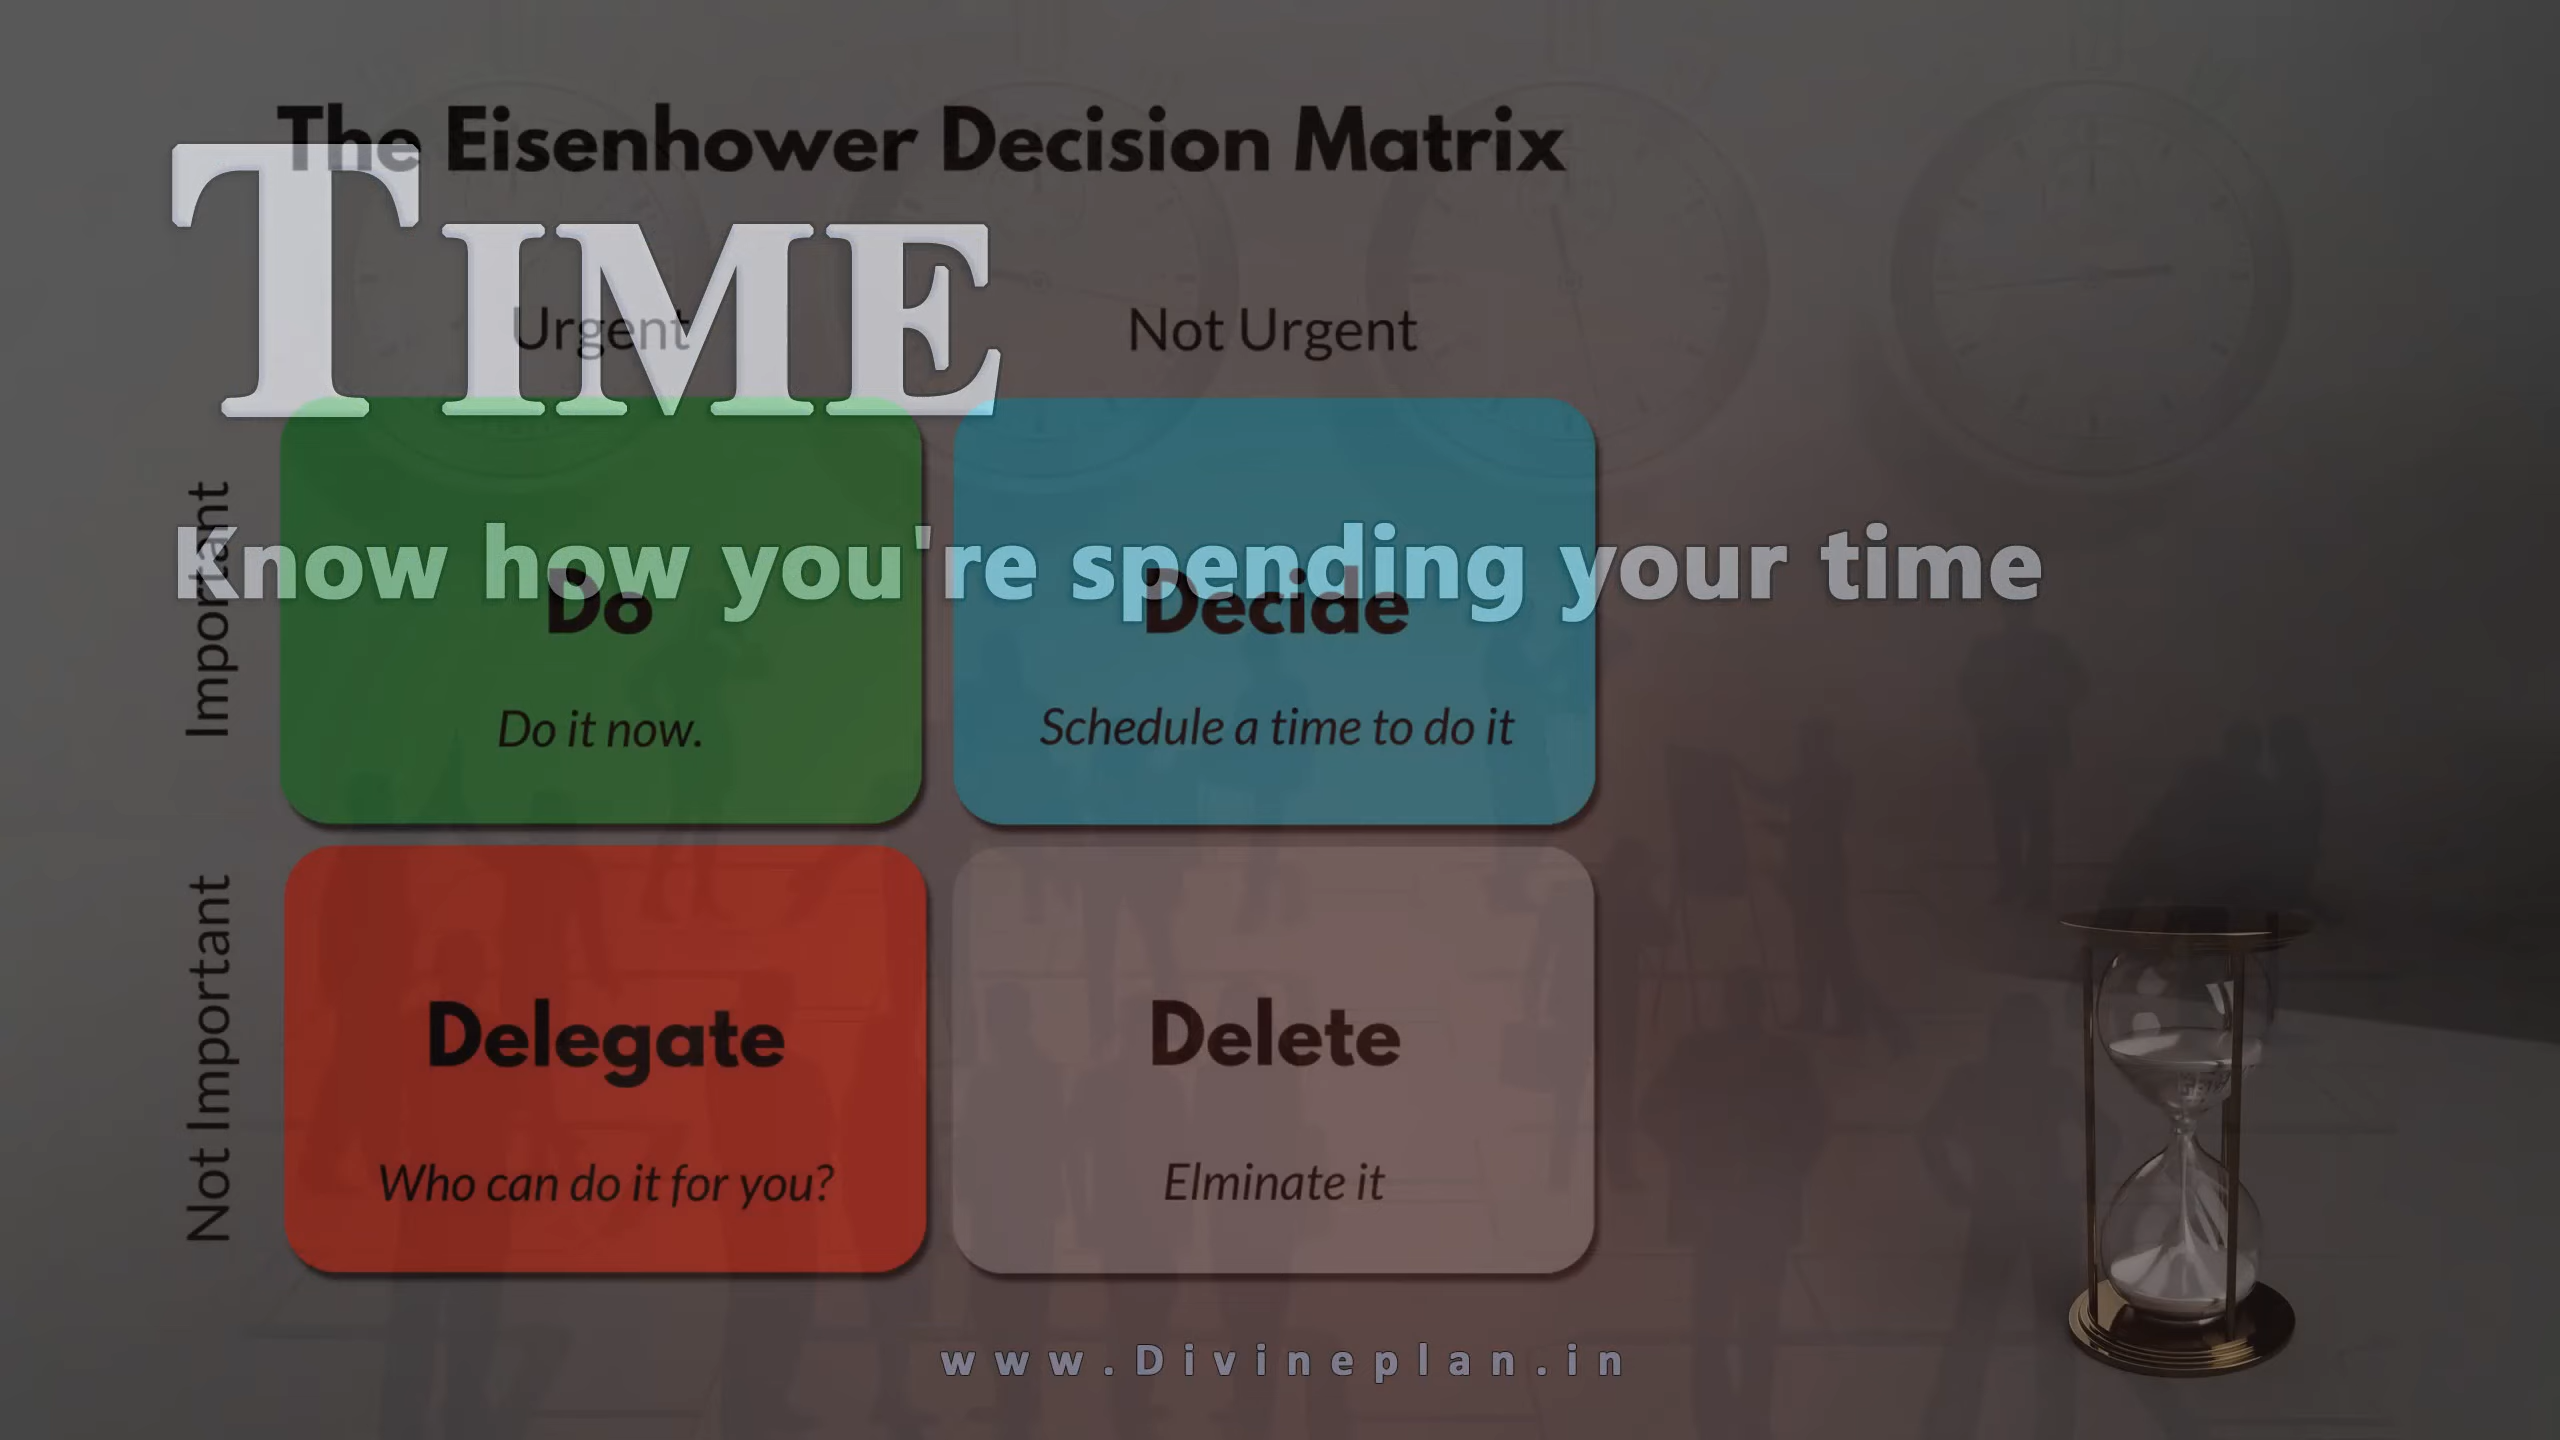 The Eisenhower Decision Matrix
TIME
Urgent
Not Urgent
Important
Know how you're spending your time
Do
Decide
Do it now.
Schedule a time to do it
Not Important
Delegate
Delete
Who can do it for you?
Elminate it
www.Divineplan.in